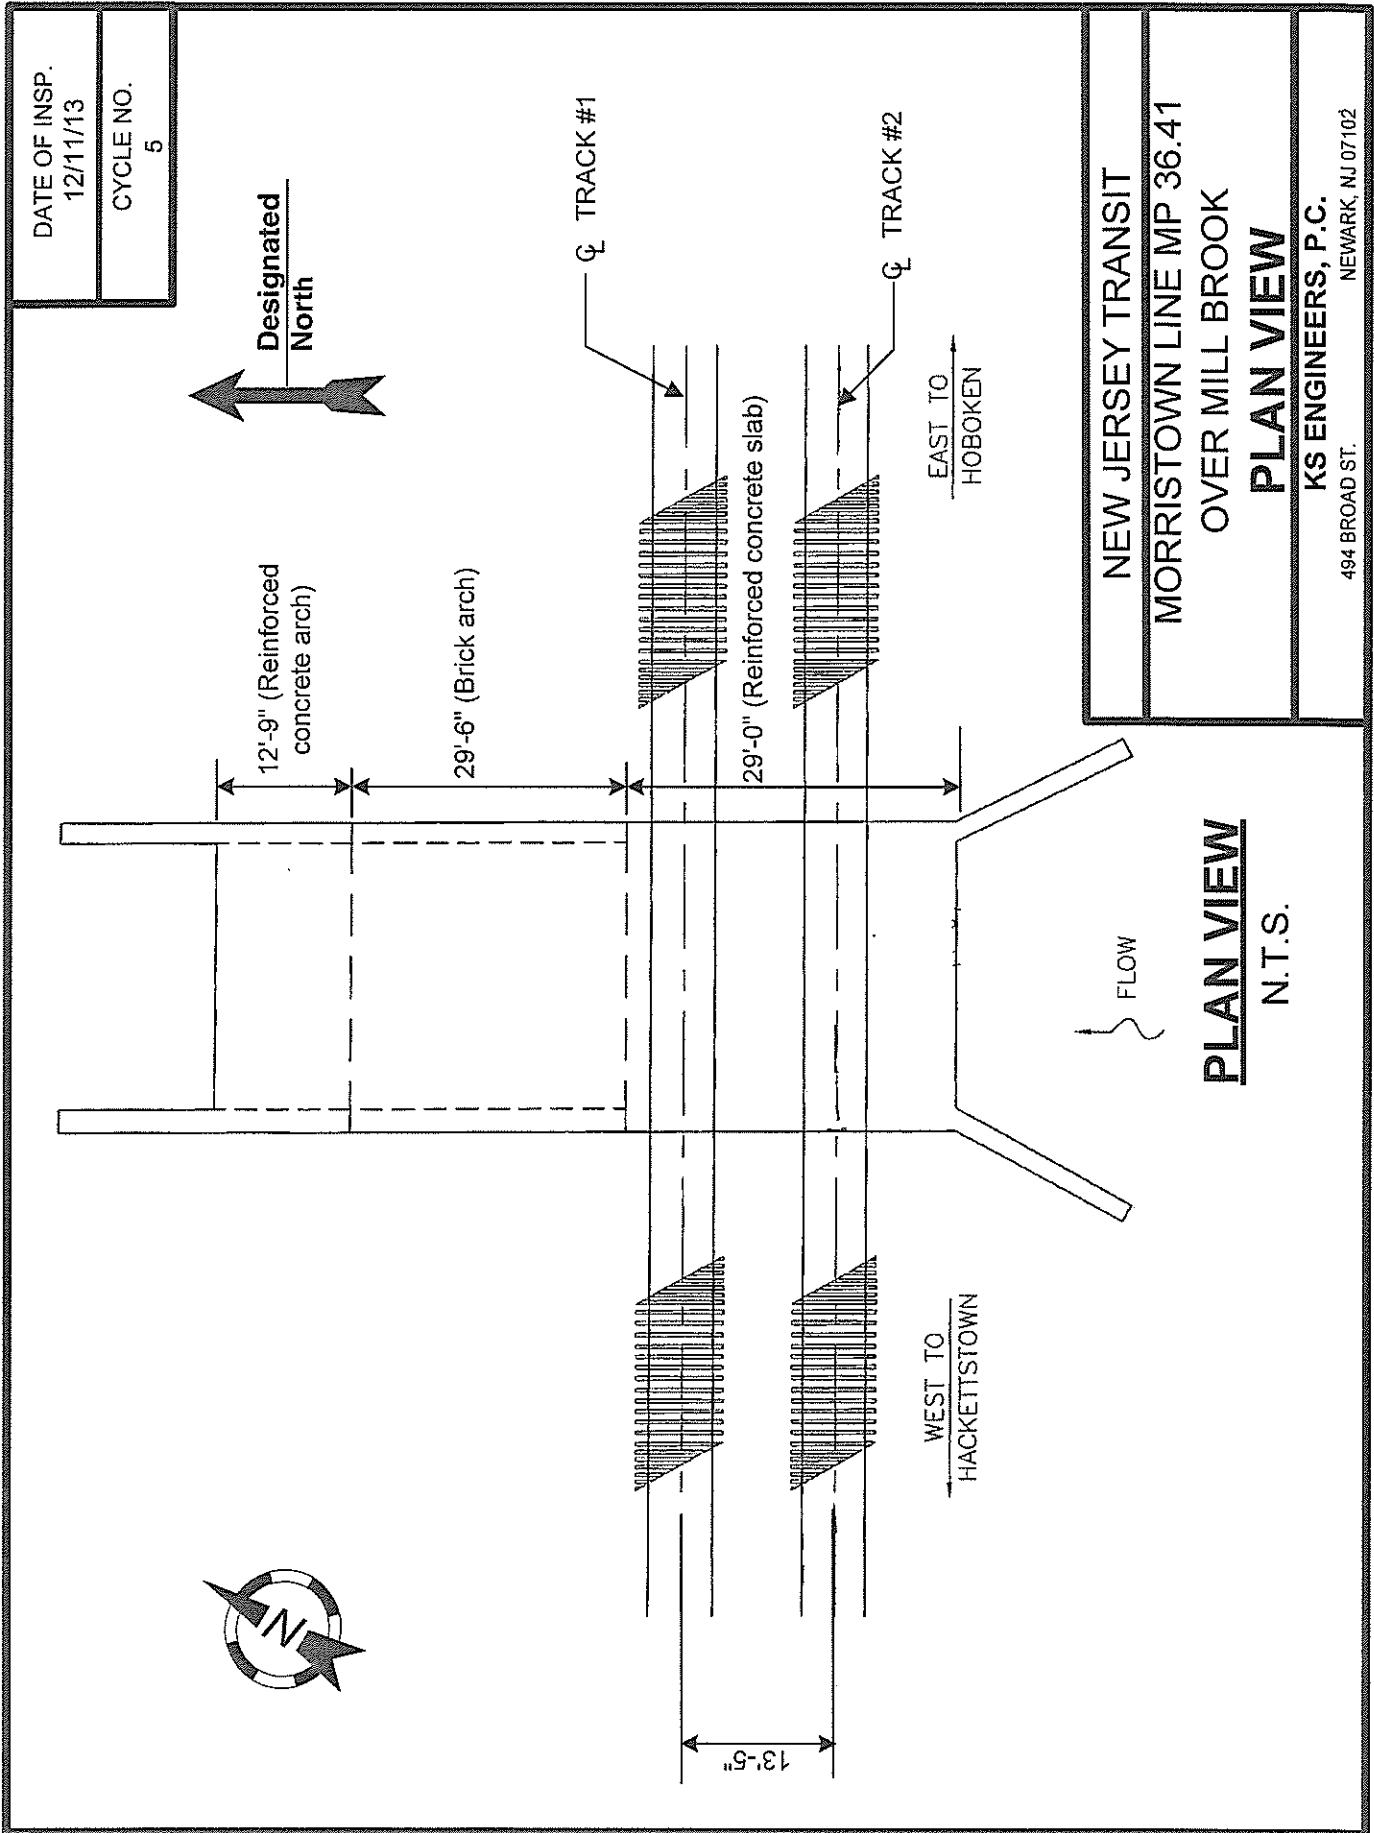 DATE OF INSP.
12/11/13
CYCLE NO.
5
Designated
North
N
12'-9" (Reinforced
concrete arch)
29'-6" (Brick arch)
29'-0" (Reinforced concrete slab)
℄ TRACK #1
℄ TRACK #2
13'-5"
WEST TO
HACKETTSTOWN
EAST TO
HOBOKEN
FLOW
PLAN VIEW
N.T.S.
NEW JERSEY TRANSIT
MORRISTOWN LINE MP 36.41
OVER MILL BROOK
PLAN VIEW
KS ENGINEERS, P.C.
494 BROAD ST. NEWARK, NJ 07102